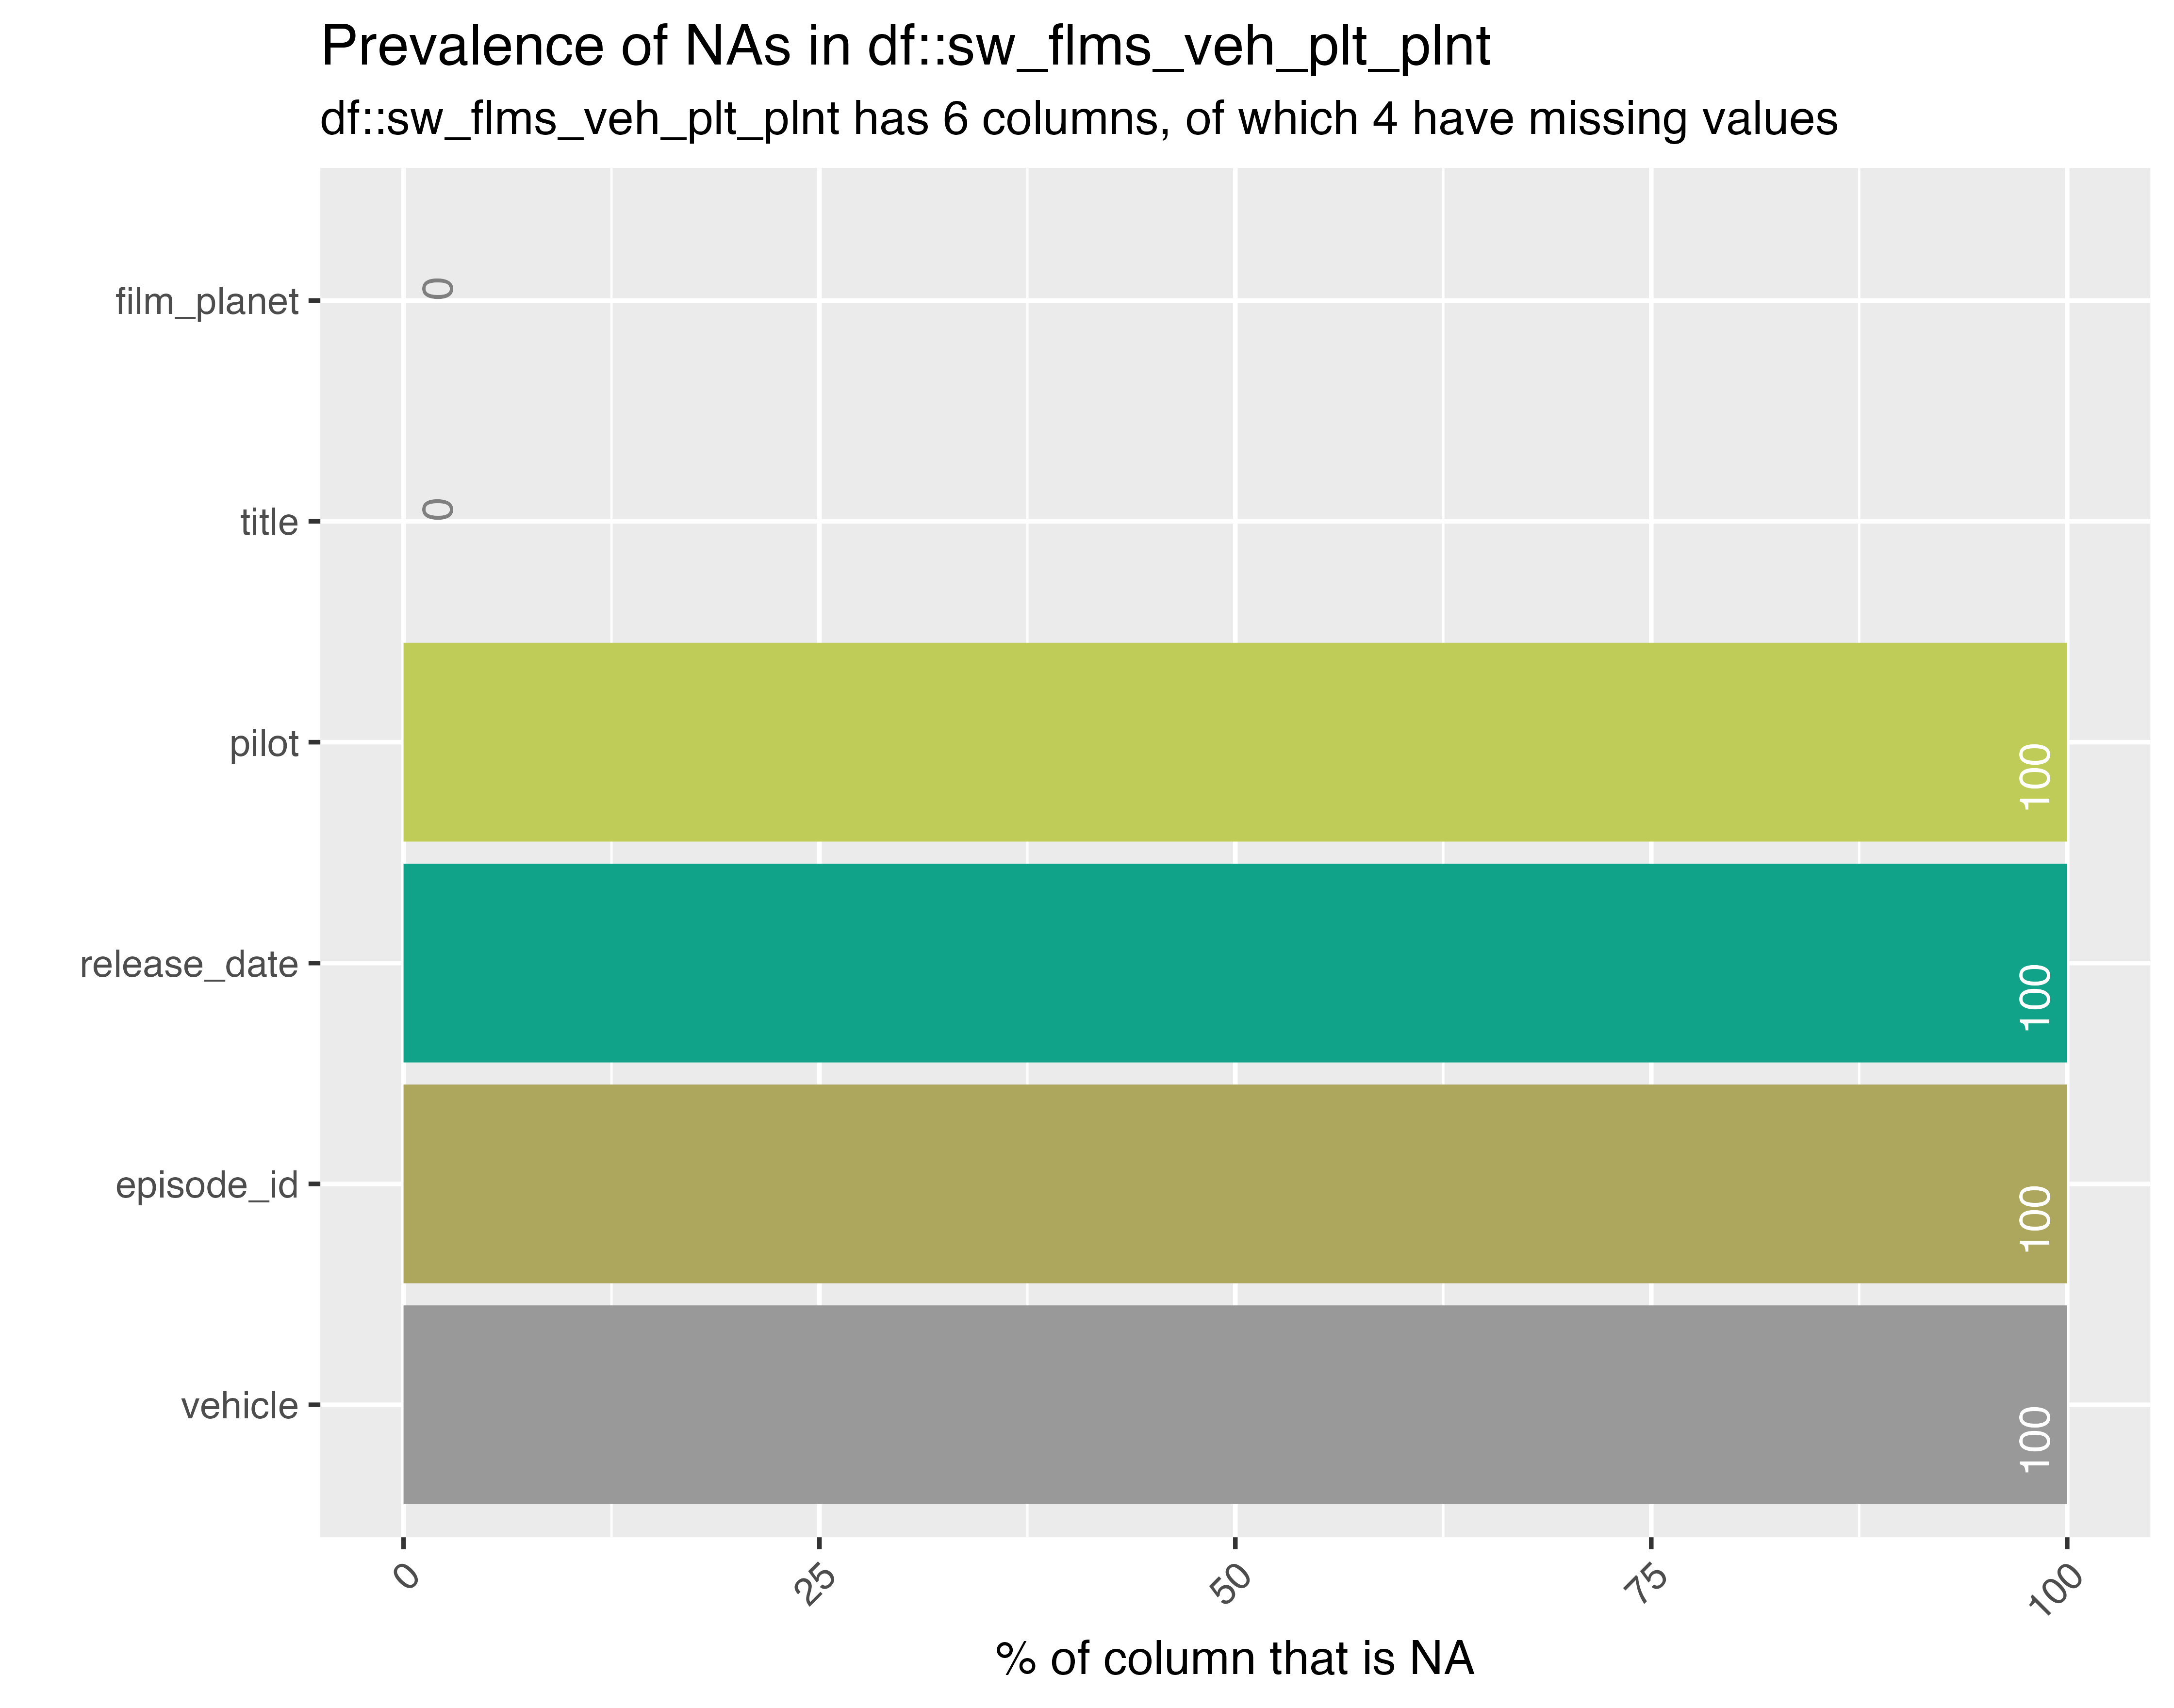 Prevalence of NAs in df::sw_flms_veh_plt_plnt
df::sw_flms_veh_plt_plnt has 6 columns, of which 4 have missing values
film_planet
0
title
0
pilot
100
release_date
100
episode_id
100
vehicle
100
0
25
50
75
100
% of column that is NA